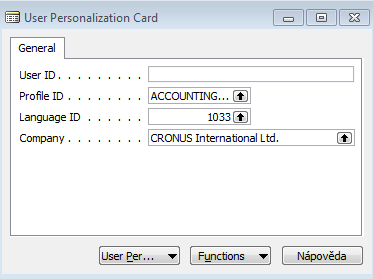 User Personalization Card
General
User ID . . . . . . . . .
Profile ID . . . . . . . . ACCOUNTING...
Language ID . . . . . . . 1033
Company . . . . . . . . . CRONUS International Ltd.
User Per... Functions Nápověda